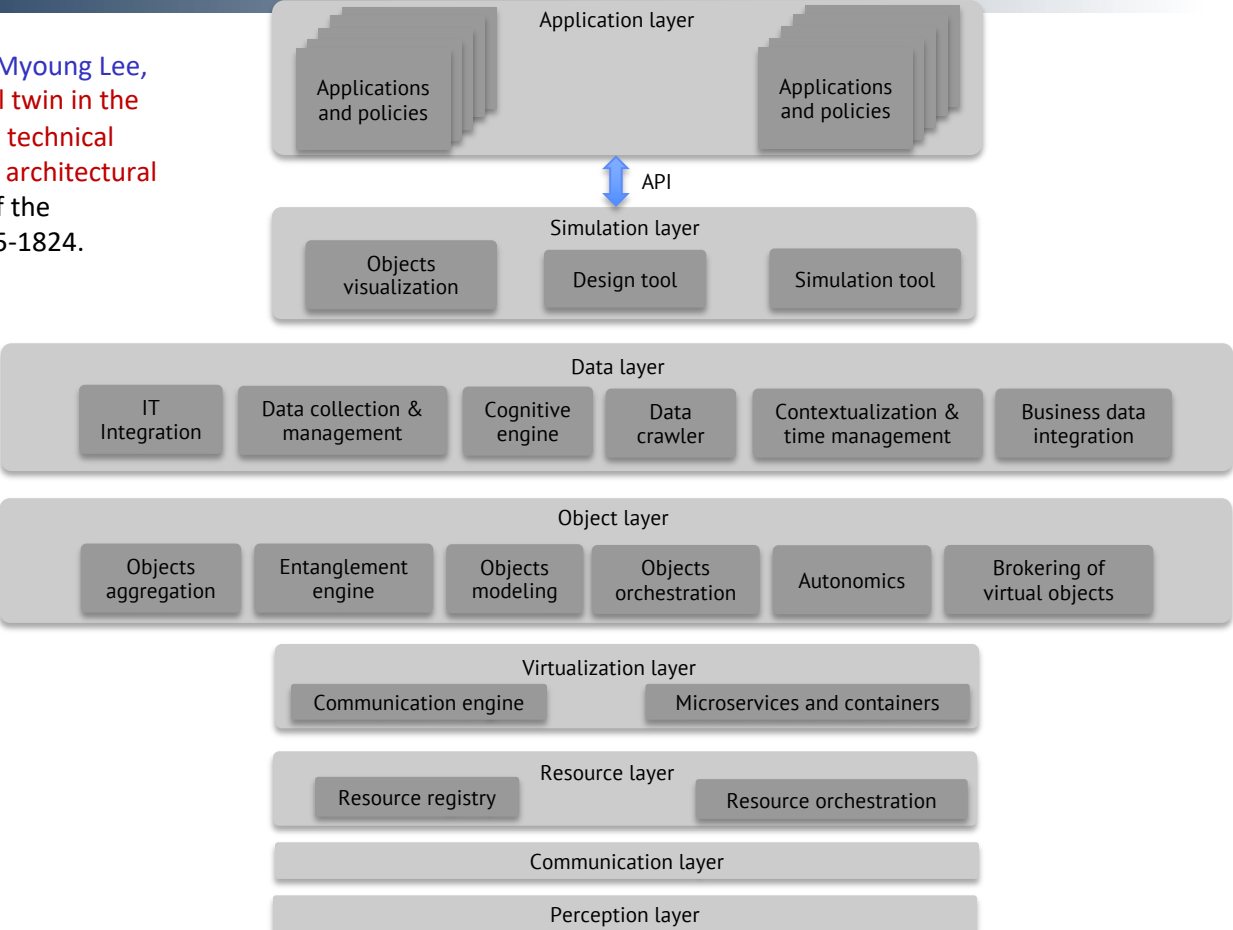 Myoung Lee,
l twin in the
technical
architectural
f the
5-1824.
Application layer
Applications
and policies
Applications
and policies
API
Simulation layer
Objects
visualization
Design tool
Simulation tool
Data layer
IT
Integration
Data collection &
management
Cognitive
engine
Data
crawler
Contextualization &
time management
Business data
integration
Object layer
Objects
aggregation
Entanglement
engine
Objects
modeling
Objects
orchestration
Autonomics
Brokering of
virtual objects
Virtualization layer
Communication engine
Microservices and containers
Resource layer
Resource registry
Resource orchestration
Communication layer
Perception layer